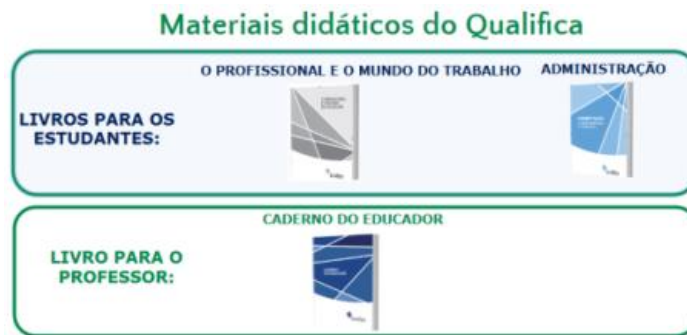 Materiais didáticos do Qualifica
O PROFISSIONAL E O MUNDO DO TRABALHO
ADMINISTRAÇÃO
LIVROS PARA OS
ESTUDANTES:
CADERNO DO EDUCADOR
LIVRO PARA O
PROFESSOR: